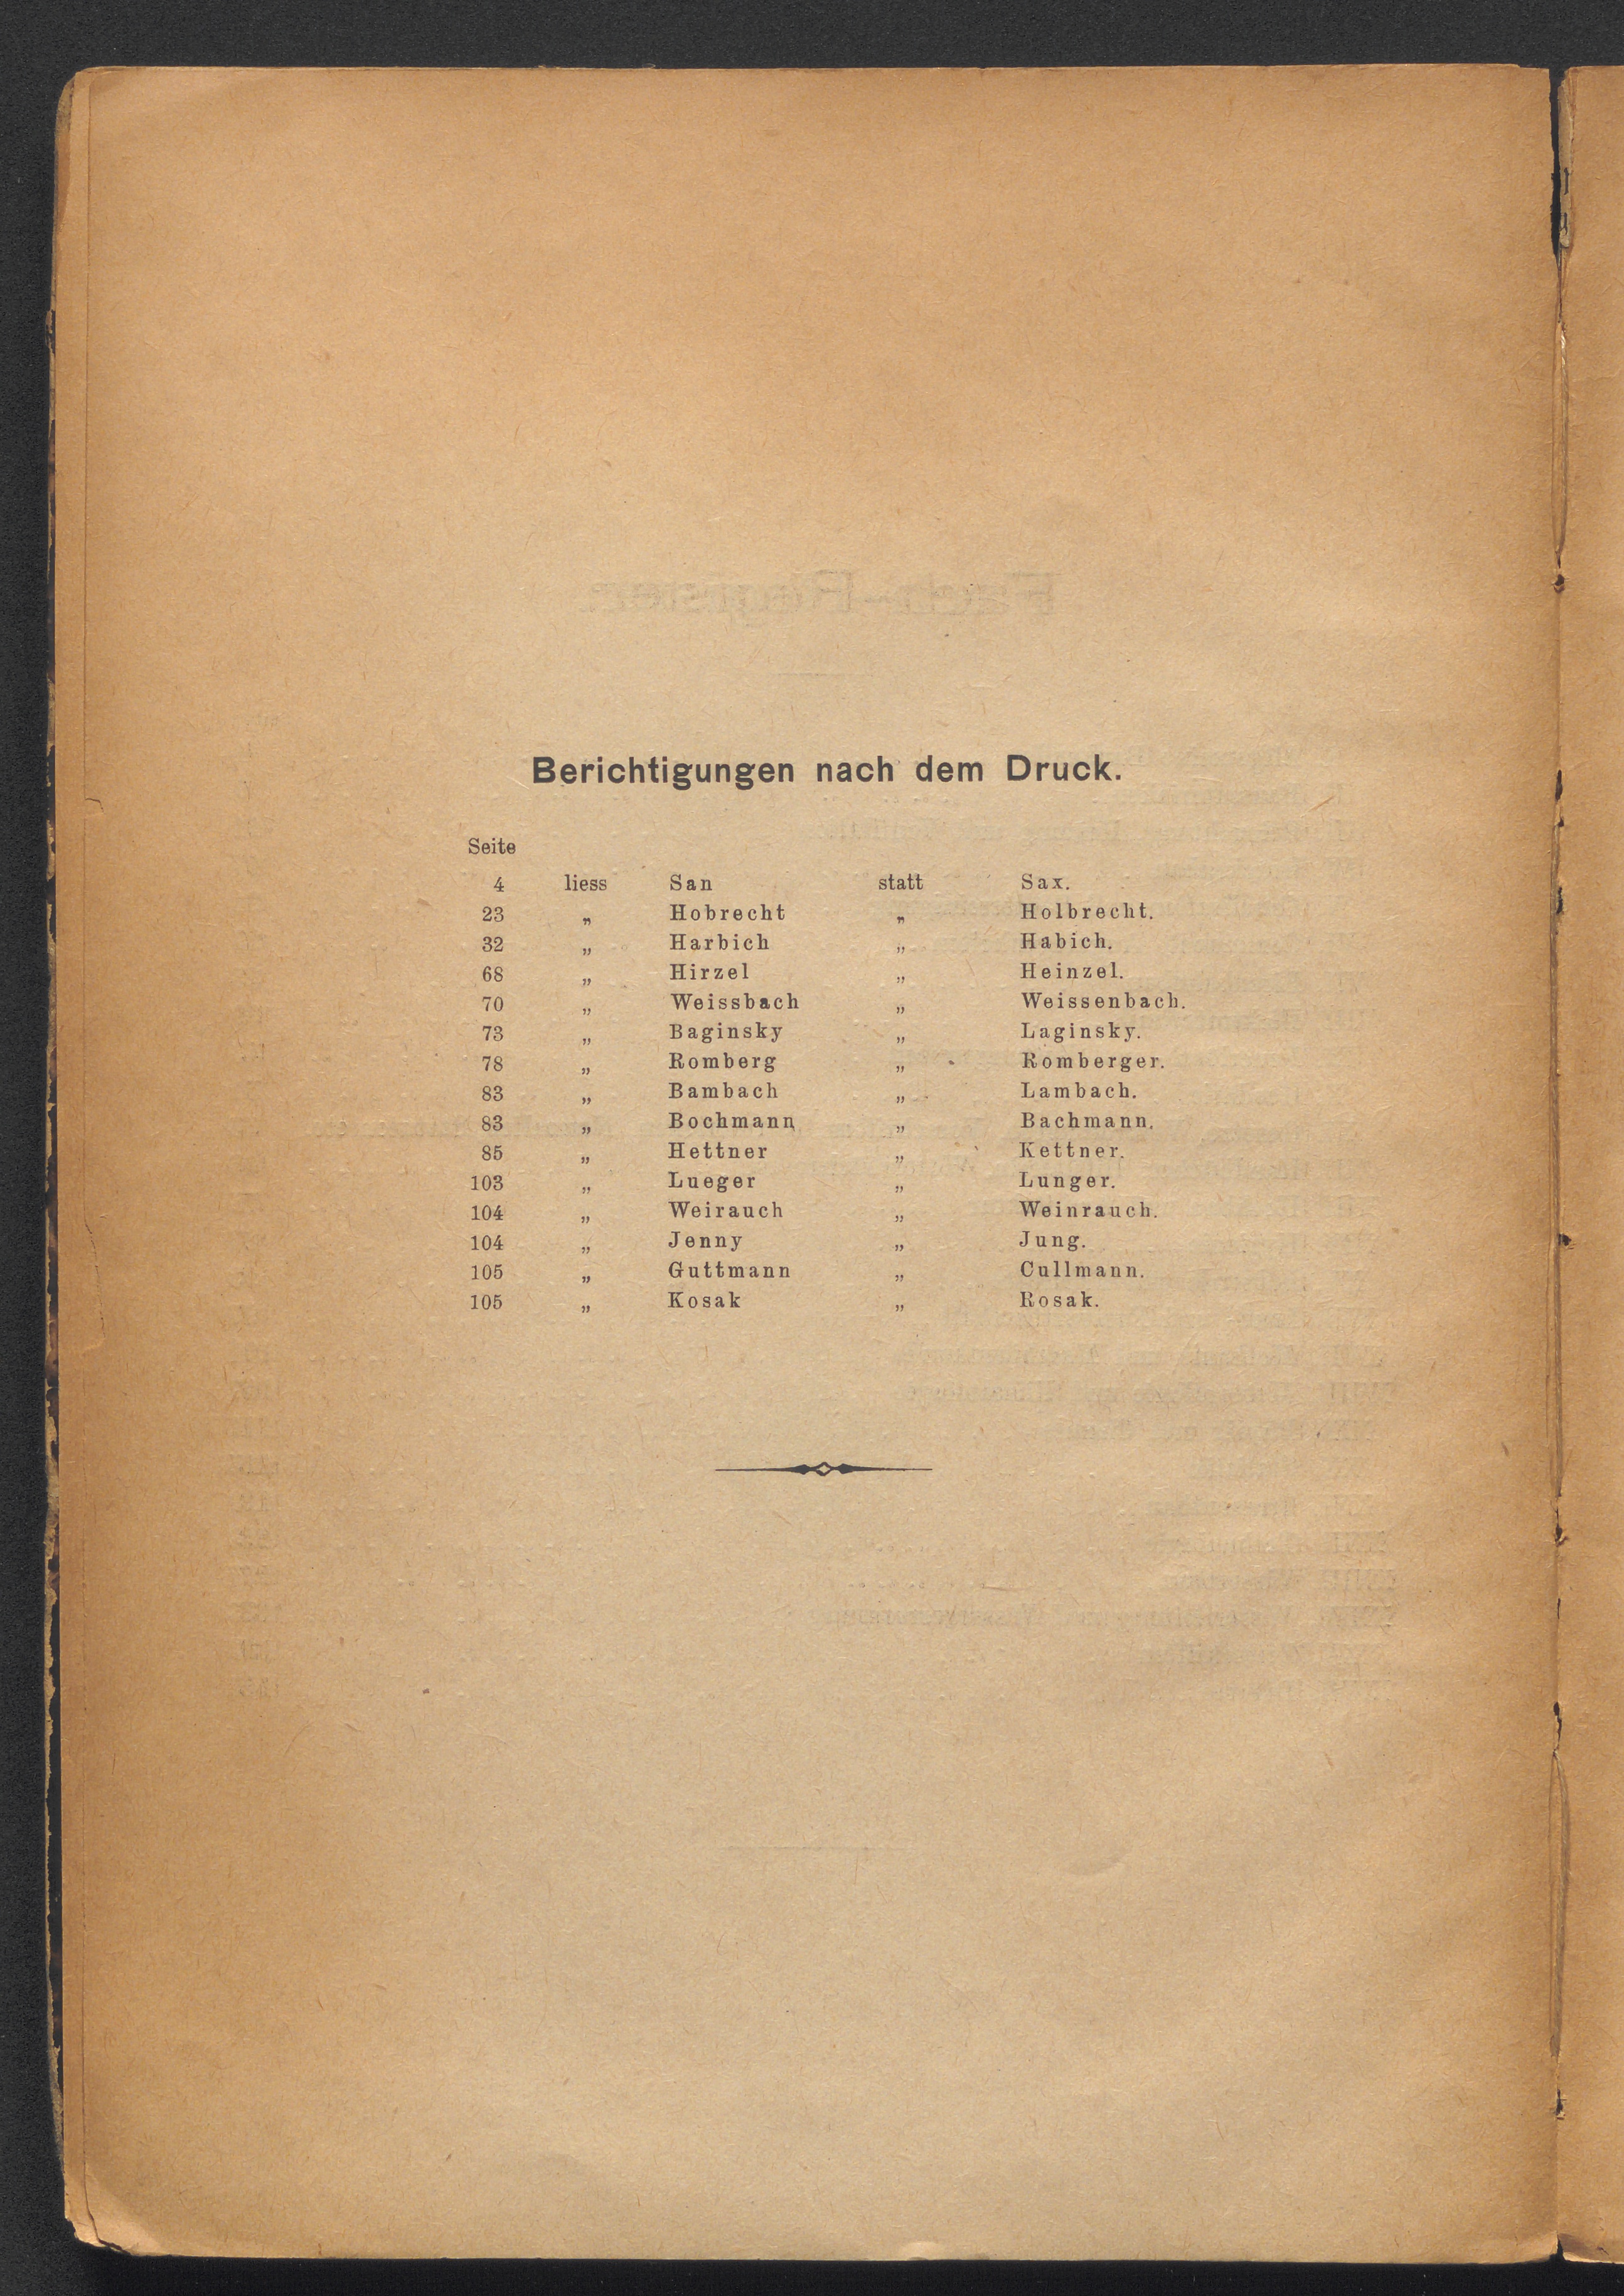 Berichtigungen nach dem Druck.
Seite
4 liess San statt Sax.
23 „ Hobrecht „ Holbrecht.
32 „ Harbich „ Habich.
68 „ Hirzel „ Heinzel.
70 „ Weissbach „ Weissenbach.
73 „ Baginsky „ Laginsky.
78 „ Romberg „ Romberger.
83 „ Bambach „ Lambach.
83 „ Bochmann „ Bachmann.
85 „ Hettner „ Kettner.
103 „ Lueger „ Lunger.
104 „ Weirauch „ Weinrauch.
104 „ Jenny „ Jung.
105 „ Guttmann „ Cullmann.
105 „ Kosak „ Rosak.